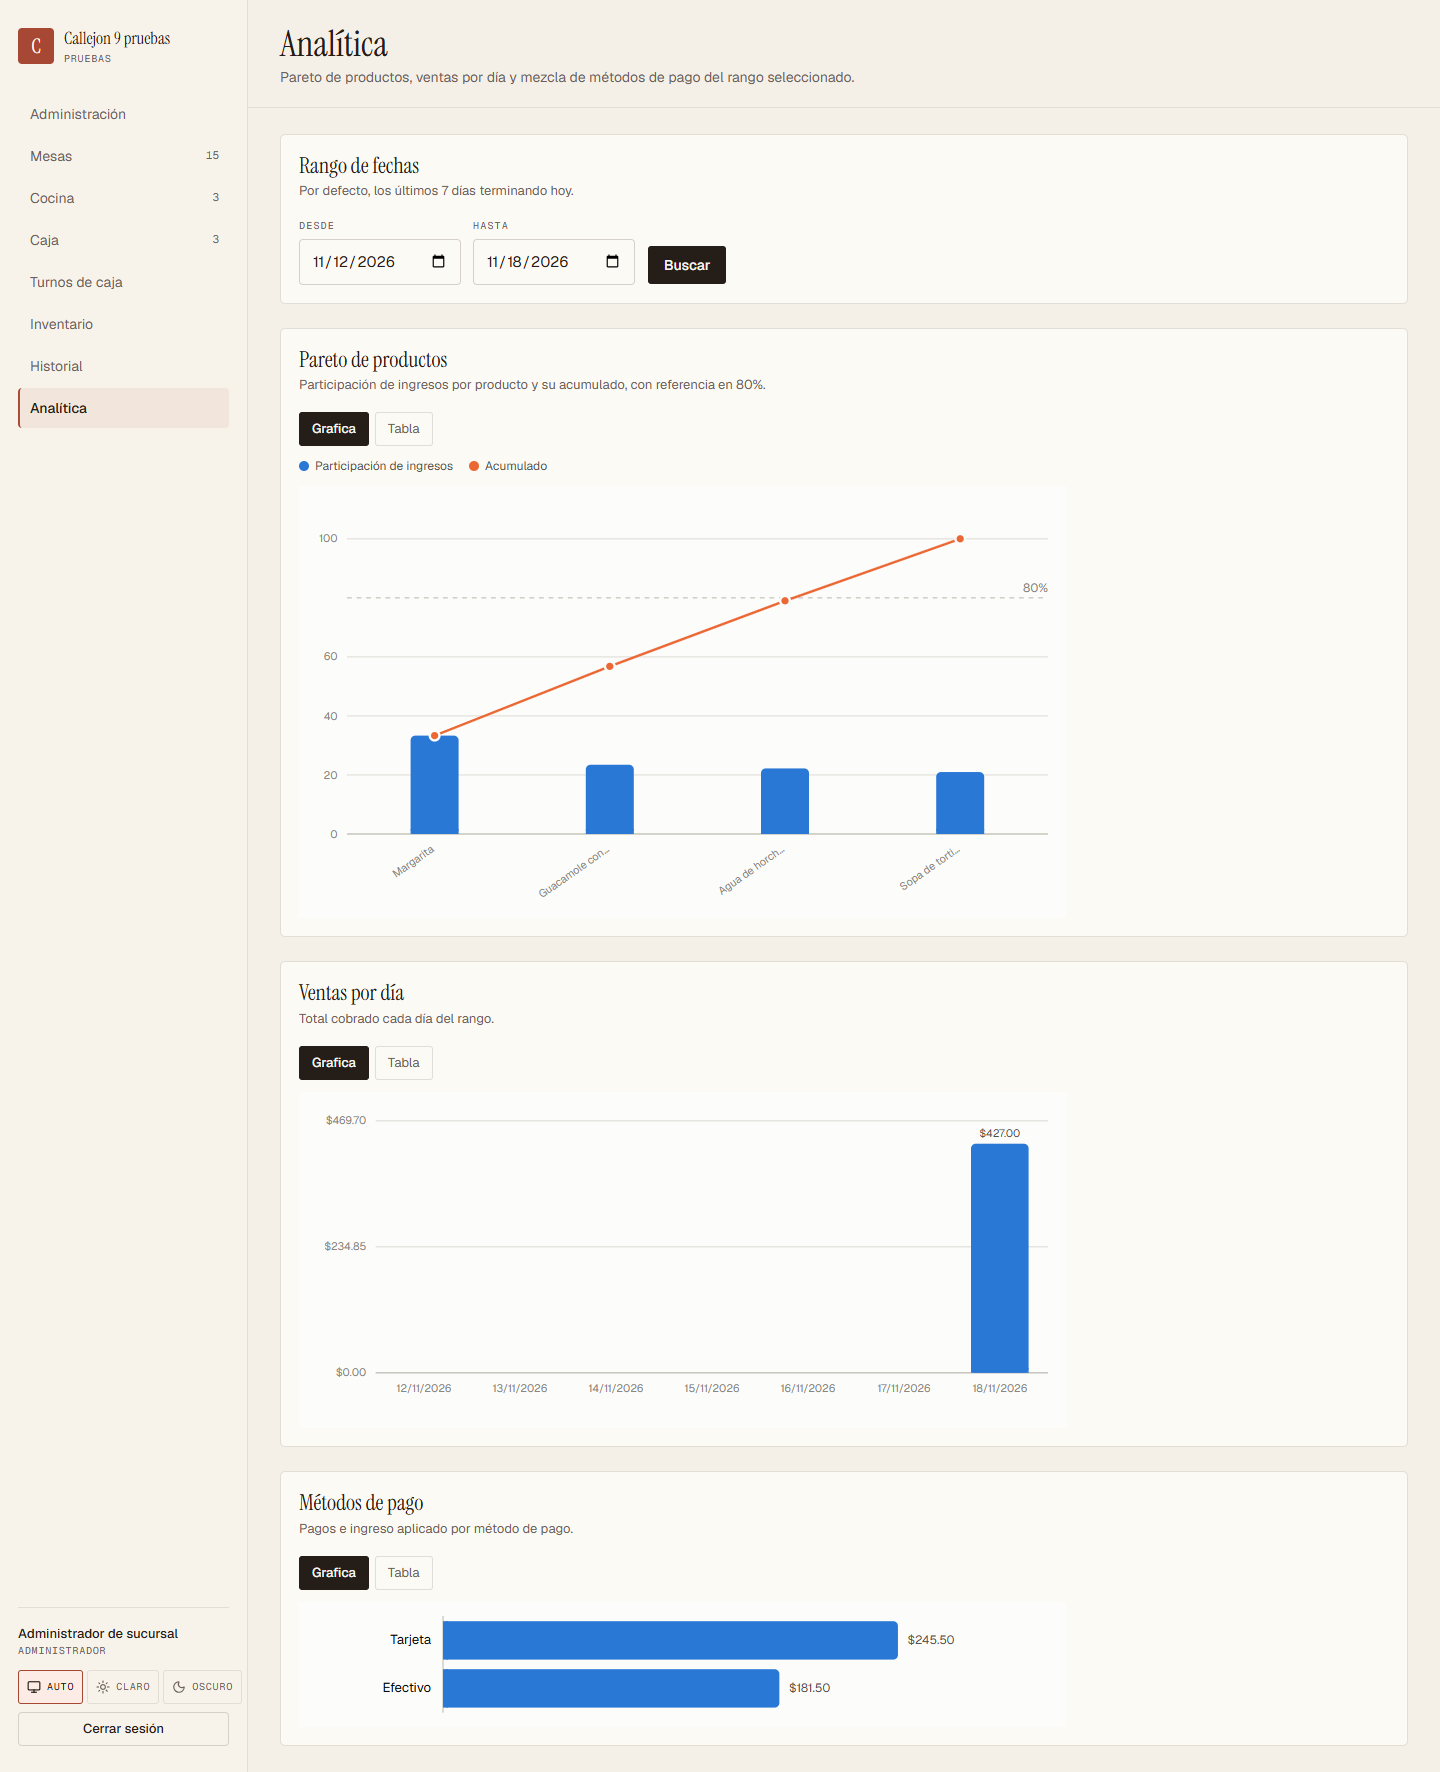 C
Callejon 9 pruebas
PRUEBAS
Administración
Mesas 15
Cocina 3
Caja 3
Turnos de caja
Inventario
Historial
Analítica
Administrador de sucursal
ADMINISTRADOR
AUTO CLARO OSCURO
Cerrar sesión
Analítica
Pareto de productos, ventas por día y mezcla de métodos de pago del rango seleccionado.
Rango de fechas
Por defecto, los últimos 7 días terminando hoy.
DESDE HASTA
11/12/2026 11/18/2026 Buscar
Pareto de productos
Participación de ingresos por producto y su acumulado, con referencia en 80%.
Grafica Tabla
Participación de ingresos Acumulado
100
80%
60
40
20
0
Margarita Guacamole con… Agua de horch… Sopa de torti…
Ventas por día
Total cobrado cada día del rango.
Grafica Tabla
$469.70
$427.00
$234.85
$0.00
12/11/2026 13/11/2026 14/11/2026 15/11/2026 16/11/2026 17/11/2026 18/11/2026
Métodos de pago
Pagos e ingreso aplicado por método de pago.
Grafica Tabla
Tarjeta $245.50
Efectivo $181.50